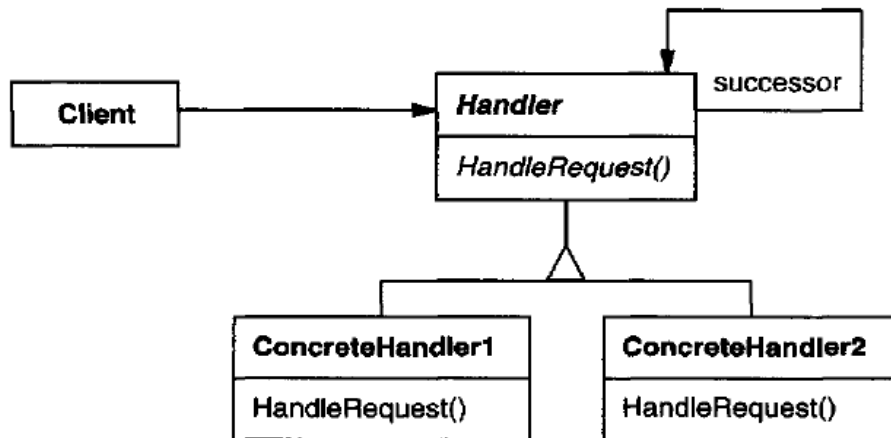 successor
Client
Handler
HandleRequest()
ConcreteHandler1
ConcreteHandler2
HandleRequest()
HandleRequest()